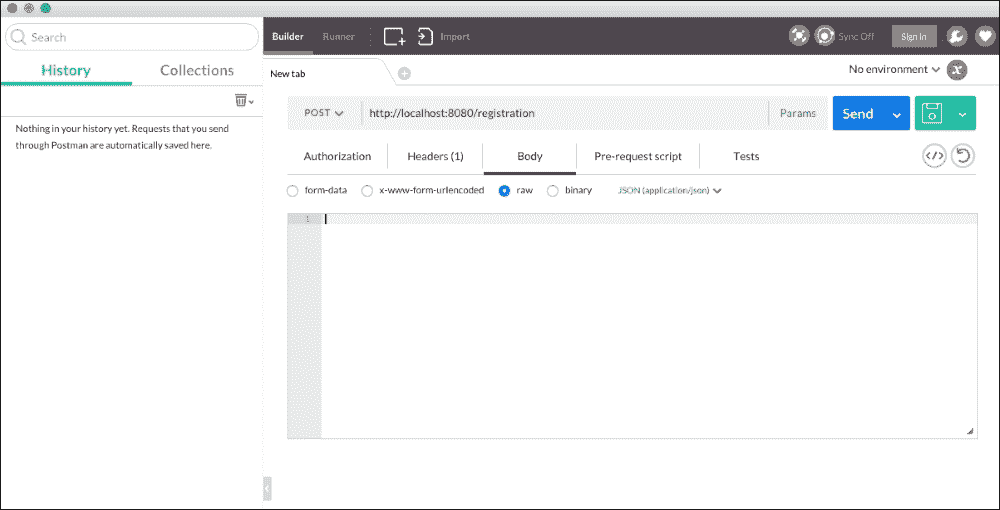 Search
History Collections
Nothing in your history yet. Requests that you send
through Postman are automatically saved here.
Builder Runner Import Sync Off Sign in
New tab No environment
POST http://localhost:8080/registration Params Send
Authorization Headers (1) Body Pre-request script Tests
form-data x-www-form-urlencoded raw binary JSON (application/json)
1